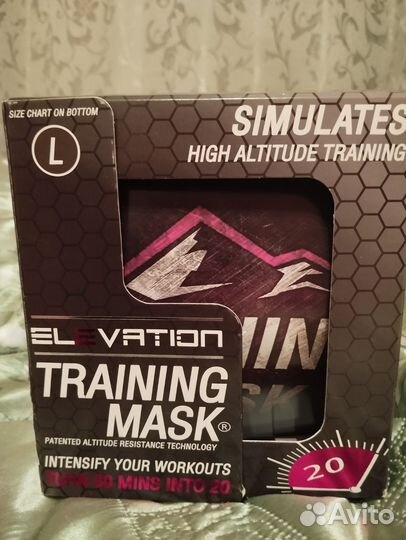 SIZE CHART ON BOTTOM
L
SIMULATES
HIGH ALTITUDE TRAINING
ELEVATION
TRAINING
MASK®
PATENTED ALTITUDE RESISTANCE TECHNOLOGY
INTENSIFY YOUR WORKOUTS
MINS INTO 20
20
Avito